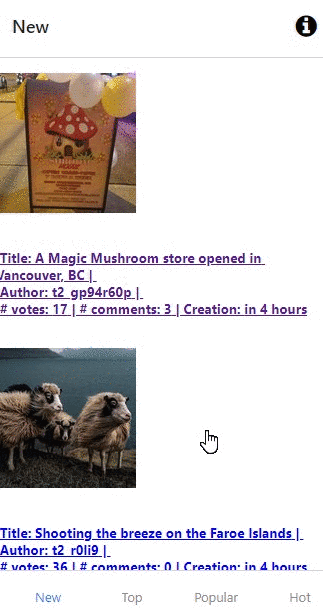 New
Title: A Magic Mushroom store opened in
Vancouver, BC |
Author: t2_gp94r60p |
# votes: 17 | # comments: 3 | Creation: in 4 hours
Title: Shooting the breeze on the Faroe Islands |
Author: t2_r0li9 |
# votes: 36 | # comments: 0 | Creation: in 4 hours
New
Top
Popular
Hot